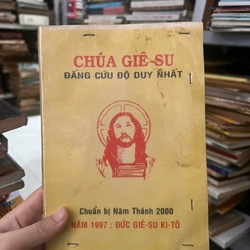 CHÚA GIÊ-SU
ĐẤNG CỨU ĐỘ DUY NHẤT
Chuẩn bị Năm Thánh 2000
NĂM 1997 : ĐỨC GIÊ-SU KI-TÔ